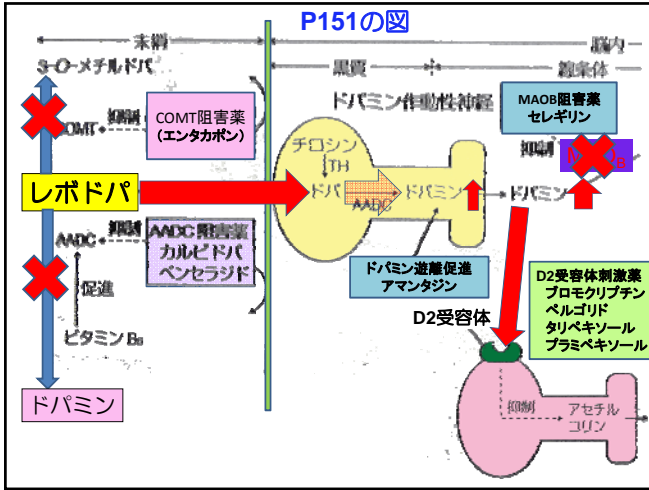 P151の図
末梢
脳内
黒質
線条体
3-O-メチルドパ
ドパミン作動性神経
MAOB阻害薬
セレギリン
COMT
抑制
COMT阻害薬
(エンタカポン)
抑制
チロシン
TH
レボドパ
ドパ
AADC
ドパミン
ドパミン
AADC
抑制
AADC阻害薬
カルビドパ
ベンセラジド
促進
ビタミンB6
ドパミン遊離促進
アマンタジン
D2受容体刺激薬
ブロモクリプチン
ペルゴリド
タリペキソール
プラミペキソール
D2受容体
ドパミン
抑制
アセチル
コリン